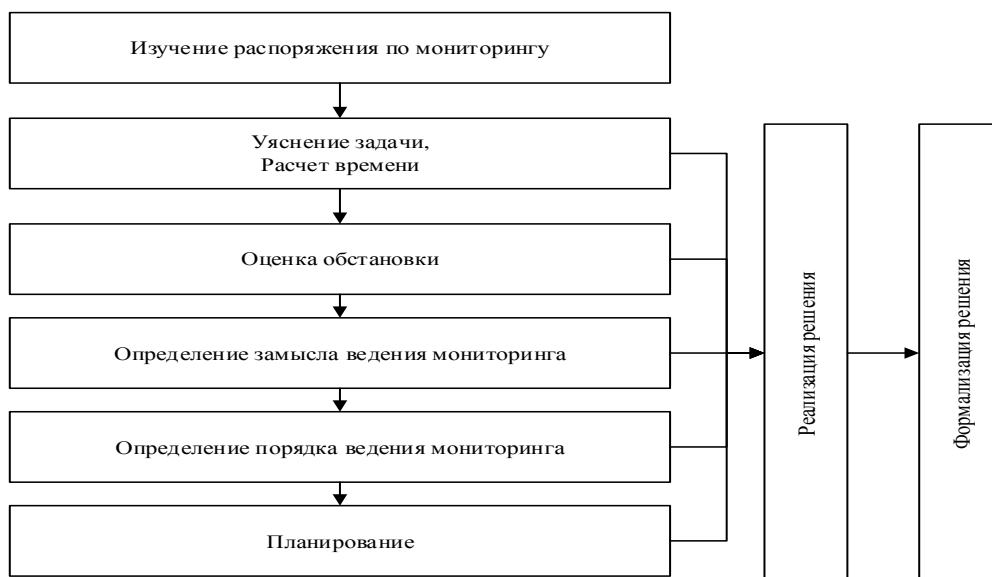 Изучение распоряжения по мониторингу
Уяснение задачи,
Расчет времени
Оценка обстановки
Определение замысла ведения мониторинга
Определение порядка ведения мониторинга
Планирование
Реализация решения
Формализация решения